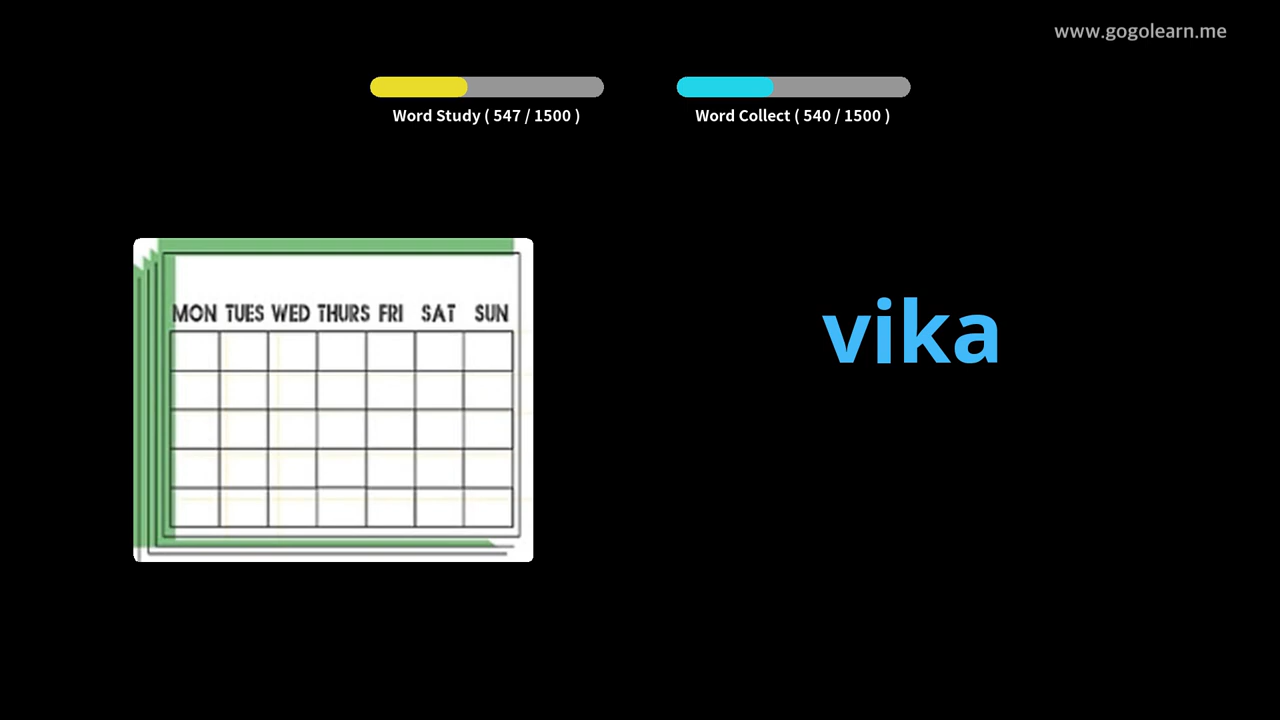 www.gogolearn.me
Word Study ( 547 / 1500 )
Word Collect ( 540 / 1500 )
MON TUES WED THURS FRI SAT SUN
vika